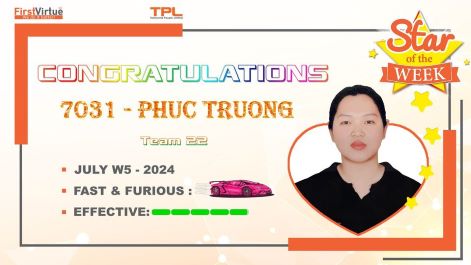 FirstVirtue
TPL
Star
of the
WEEK
CONGRATULATIONS
7031 - PHUC TRUONG
Team 22
JULY W5 - 2024
FAST & FURIOUS :
EFFECTIVE: